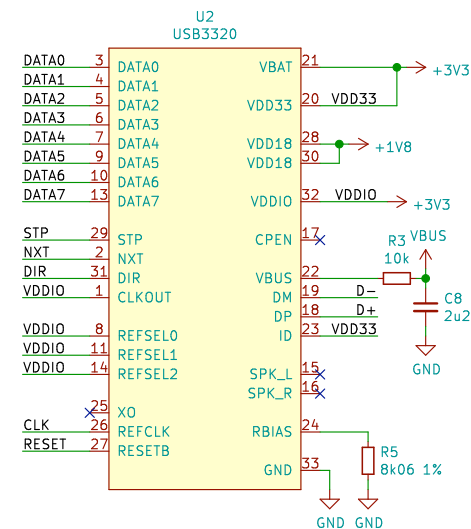 U2
USB3320
DATA0 3 DATA0 VBAT 21 +3V3
DATA1 4 DATA1
DATA2 5 DATA2 VDD33 20 VDD33
DATA3 6 DATA3
DATA4 7 DATA4 VDD18 28 +1V8
DATA5 9 DATA5 VDD18 30
DATA6 10 DATA6
DATA7 13 DATA7 VDDIO 32 VDDIO +3V3
STP 29 STP CPEN 17 VBUS
NXT 2 NXT R3
10k
DIR 31 DIR VBUS 22
VDDIO 1 CLKOUT DM 19 D- C8
DP 18 D+ 2u2
VDDIO 8 REFSEL0 ID 23 VDD33
VDDIO 11 REFSEL1
GND
VDDIO 14 REFSEL2 SPK_L 15
SPK_R 16
25 XO
CLK 26 REFCLK RBIAS 24
RESET 27 RESETB
R5
8k06 1%
GND 33
GND GND